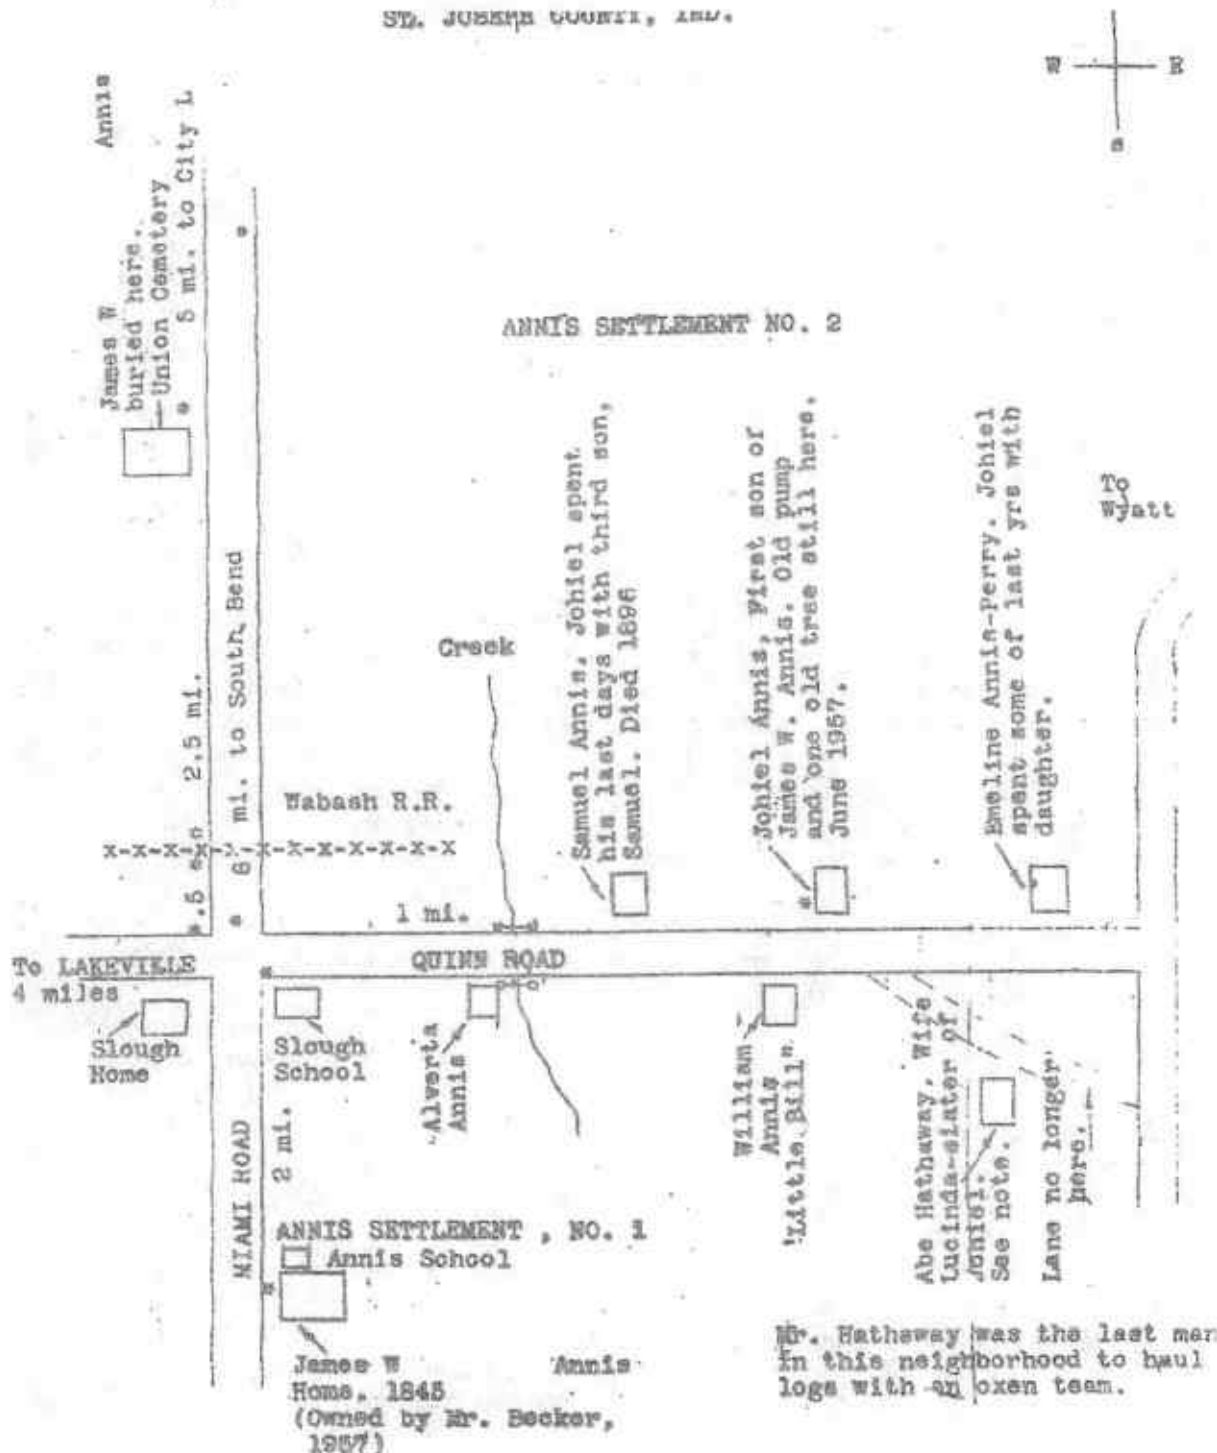 ST. JOSEPH COUNTY, IND.
W E
S
Annis
James W
buried here.
Union Cemetery
5 mi. to City L
ANNIS SETTLEMENT NO. 2
To
Wyatt
6 mi. to South Bend
2.5 mi.
.5
Creek
Wabash R.R.
X-X-X-X-X-X-X-X-X-X-X-X
1 mi.
Samuel Annis. Johiel spent
his last days with third son,
Samuel. Died 1896
Johiel Annis, First son of
James W. Annis. Old pump
and one old tree still here.
June 1957.
Emeline Annis-Perry. Johiel
spent some of last yrs with
daughter.
To LAKEVILLE
4 miles
QUINN ROAD
Slough
Home
Slough
School
Alwerta
Annis
William
Annis
"Little Bill"
Abe Hathaway, Wife
Lucinda-sister of
Johiel.
See note.
Lane no longer
here.
MIAMI ROAD
2 mi.
ANNIS SETTLEMENT , NO. 1
Annis School
James W Annis
Home. 1845
(Owned by Mr. Becker,
1957)
Mr. Hathaway was the last man
in this neighborhood to haul
logs with an oxen team.